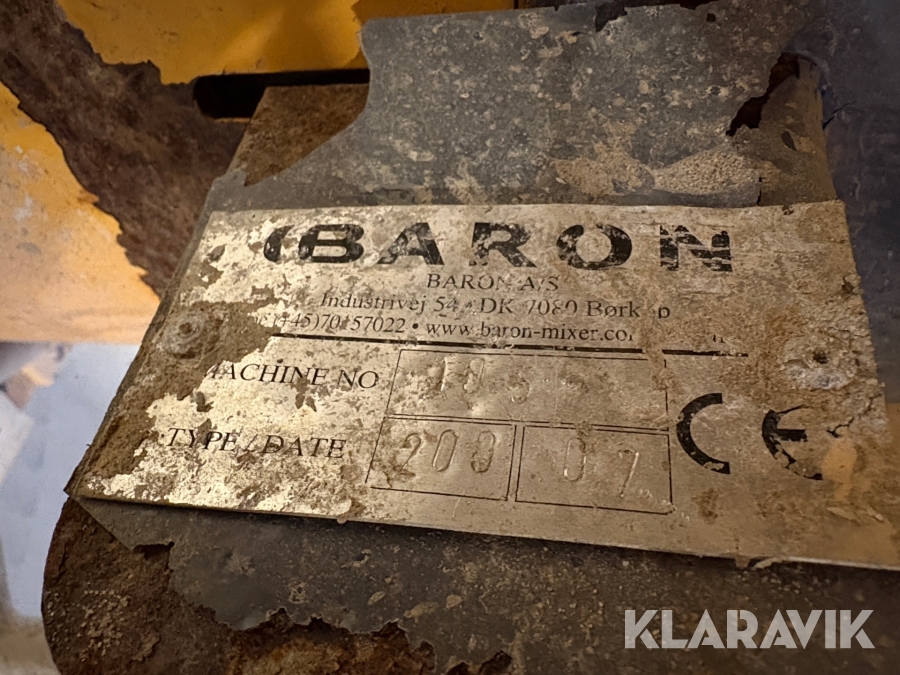 BARON
BARON A/S
Industrivej 54 DK 7080 Børk p
(+45)70157022 • www.baron-mixer.co
MACHINE NO
TYPE / DATE 200 07
CE
KLARAVIK